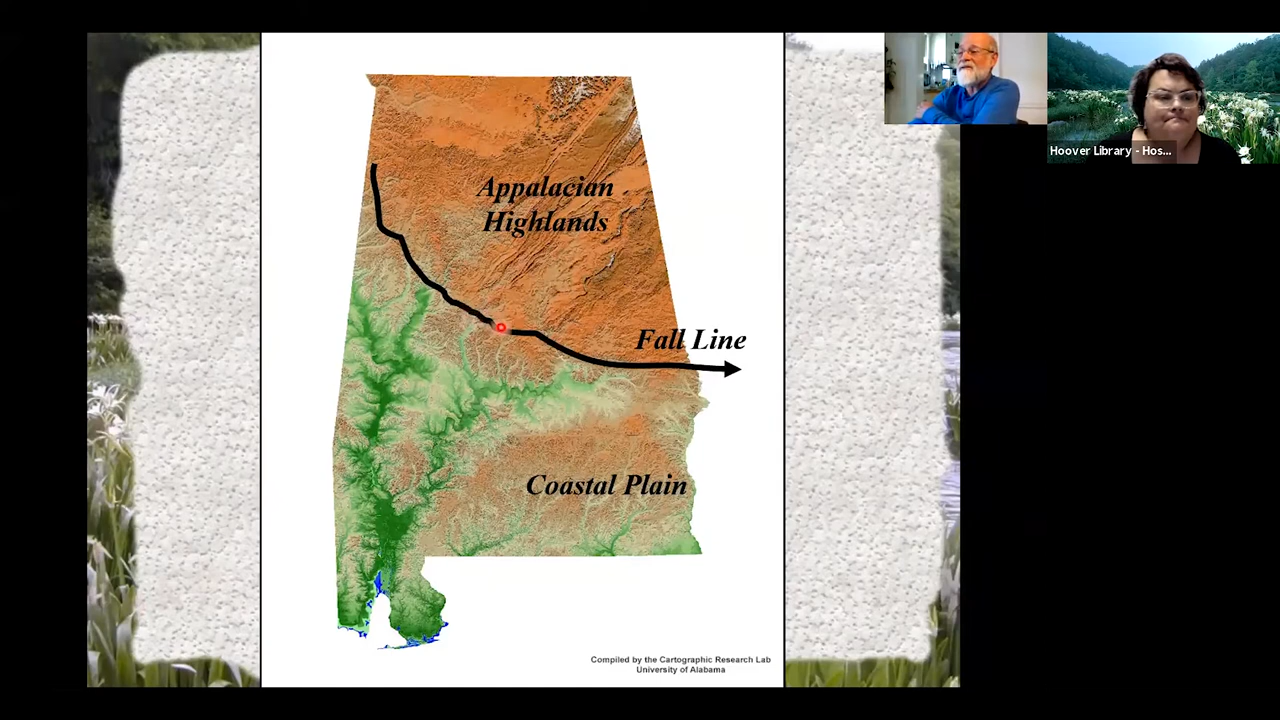 Appalacian
Highlands
Fall Line
Coastal Plain
Compiled by the Cartographic Research Lab
University of Alabama
Hoover Library - Hos...